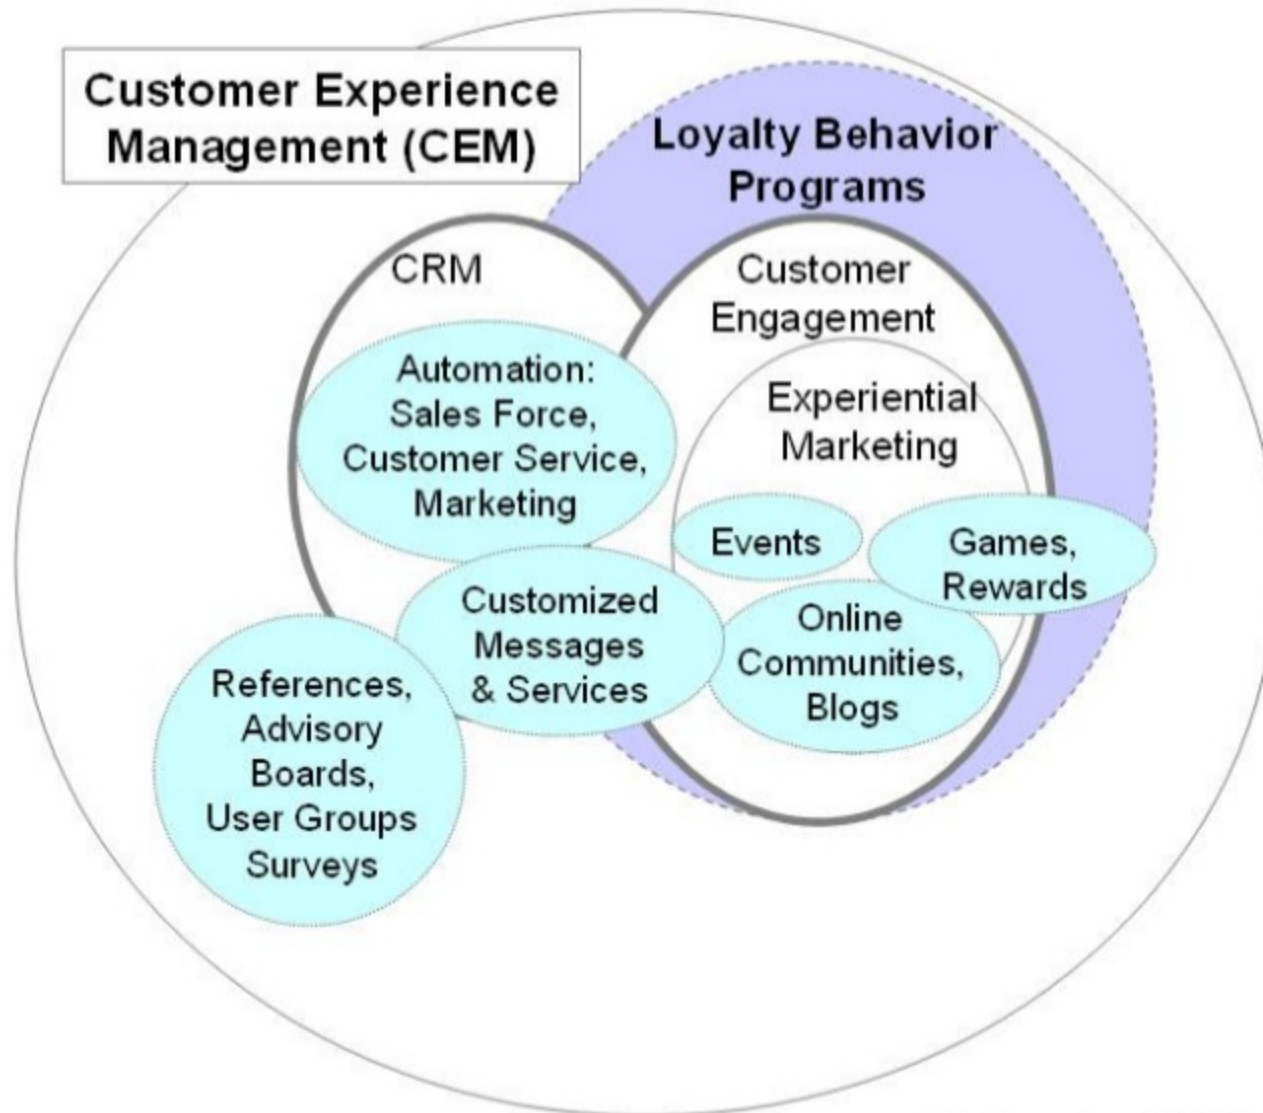 Customer Experience
Management (CEM)
Loyalty Behavior
Programs
CRM
Customer
Engagement
Automation:
Sales Force,
Customer Service,
Marketing
Experiential
Marketing
Events
Games,
Rewards
Customized
Messages
& Services
Online
Communities,
Blogs
References,
Advisory
Boards,
User Groups
Surveys